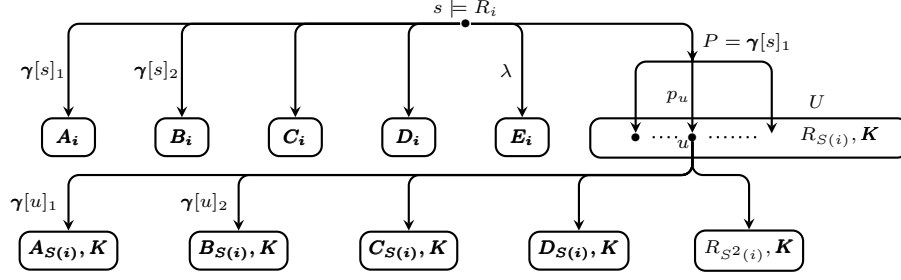 s ⊨ R_i
γ[s]_1 γ[s]_2 λ P = γ[s]_1
p_u U
A_i B_i C_i D_i E_i ..... ........ R_{S(i)}, K
u
γ[u]_1 γ[u]_2
A_{S(i)}, K B_{S(i)}, K C_{S(i)}, K D_{S(i)}, K R_{S^2(i)}, K